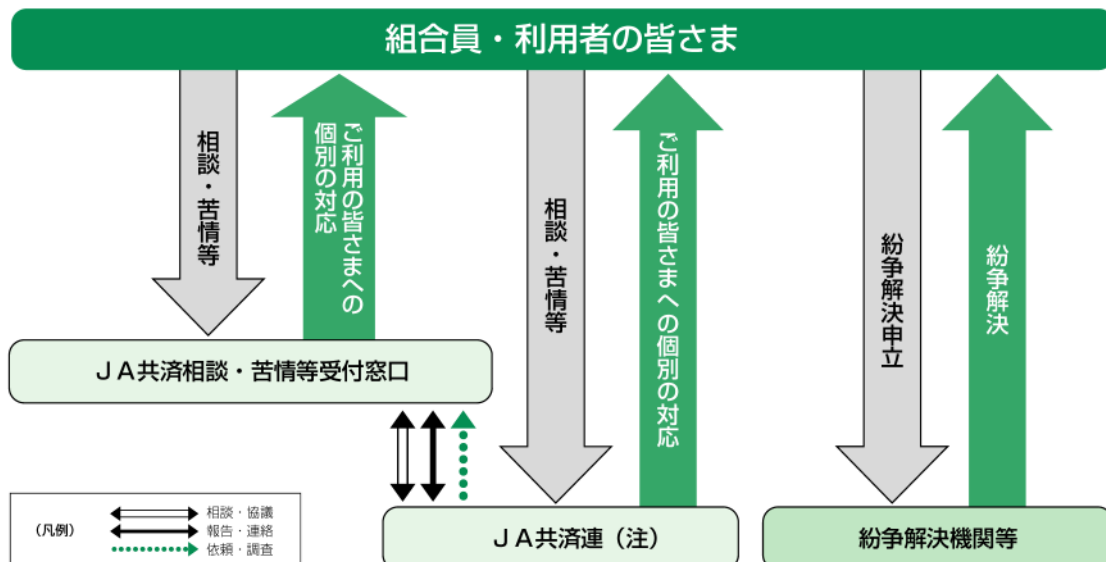 組合員・利用者の皆さま
相談・苦情等
ご利用の皆さまへの
個別の対応
相談・苦情等
ご利用の皆さまへの個別の対応
紛争解決申立
紛争解決
ＪＡ共済相談・苦情等受付窓口
（凡例）
相談・協議
報告・連絡
依頼・調査
ＪＡ共済連（注）
紛争解決機関等